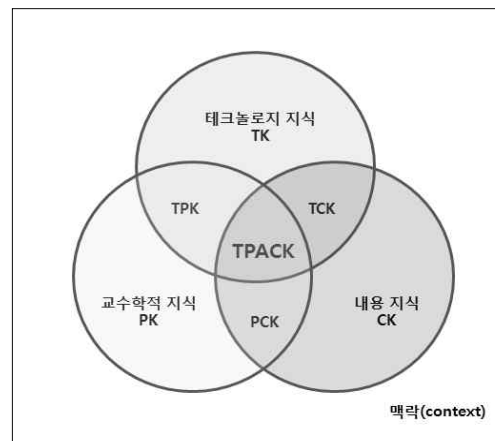 테크놀로지 지식
TK
TPK
TCK
TPACK
교수학적 지식
PK
PCK
내용 지식
CK
맥락(context)